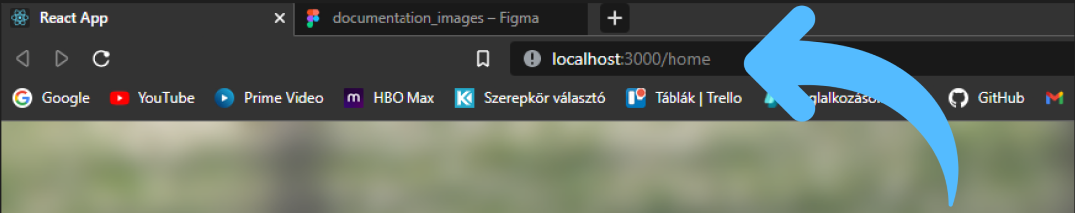 React App documentation_images – Figma
localhost:3000/home
Google YouTube Prime Video m HBO Max K Szerepkör választó Táblák | Trello GitHub